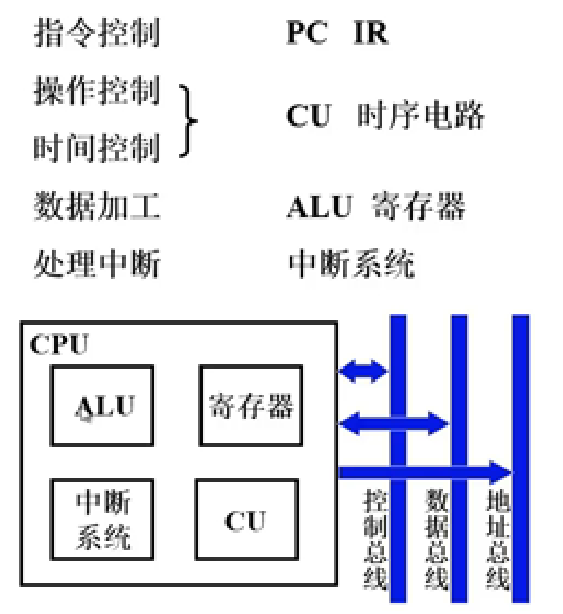 指令控制 PC IR
操作控制
CU 时序电路
时间控制
数据加工 ALU 寄存器
处理中断 中断系统
CPU
ALU
寄存器
中断
系统
CU
控制总线
数据总线
地址总线